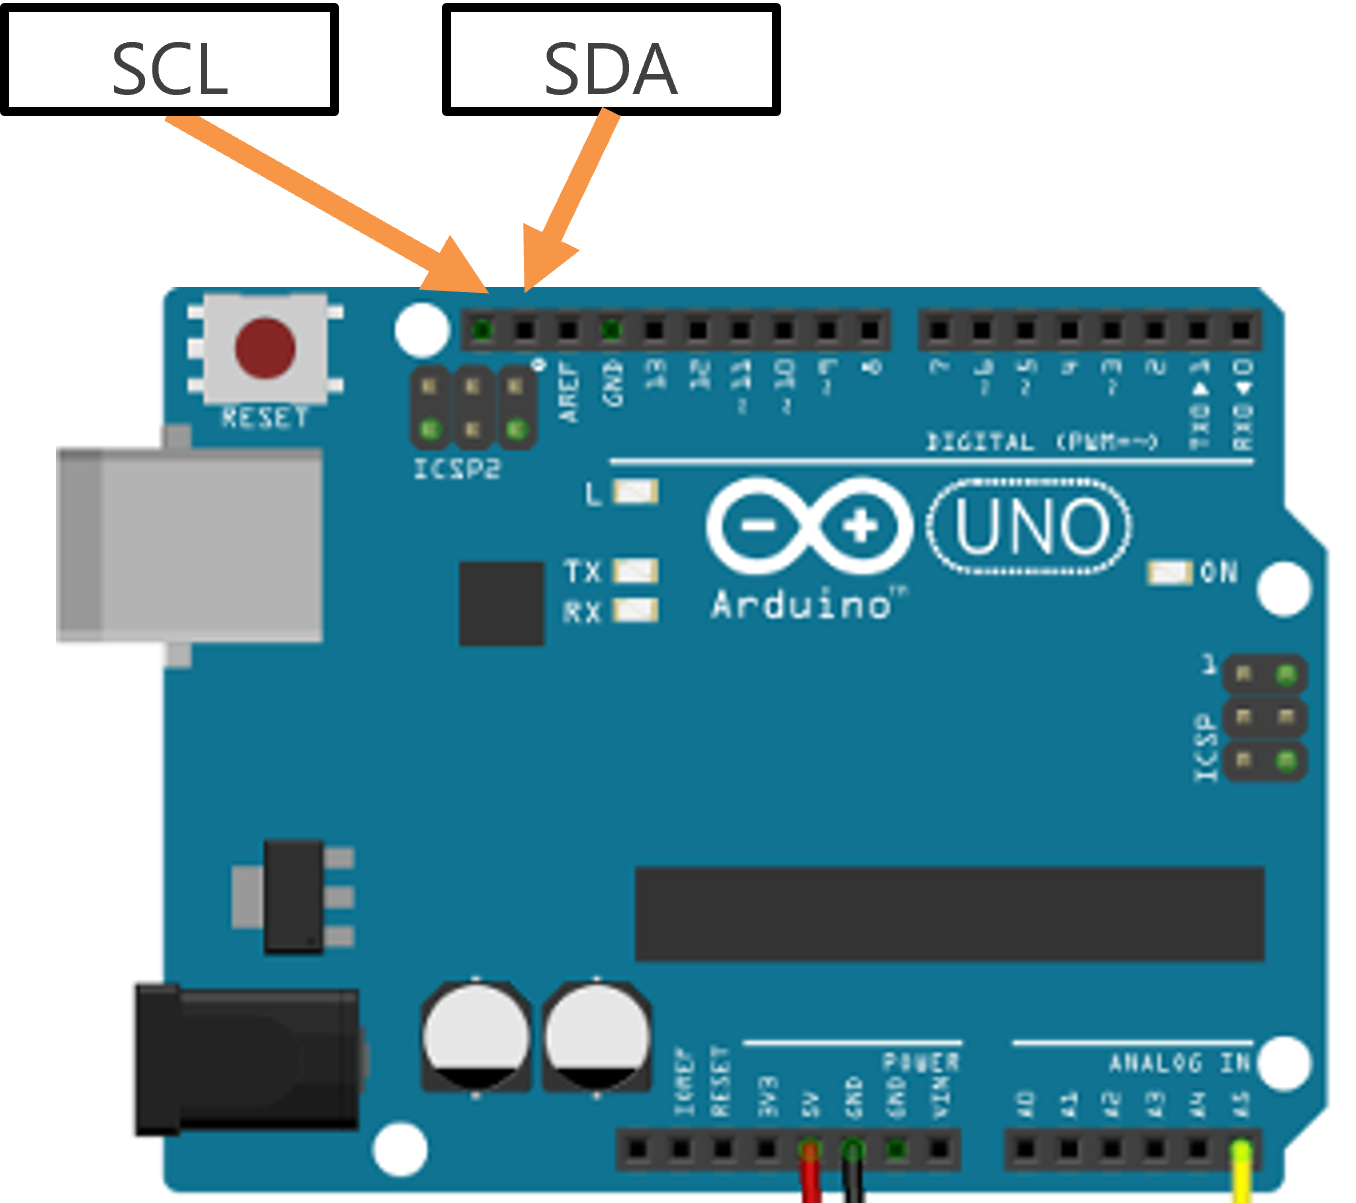 SCL
SDA
RESET
AREF
GND
13
12
~11
~10
~9
8
7
~6
~5
4
~3
2
TX0▶1
RX0◀0
DIGITAL (PWM=~)
ICSP2
L
TX
RX
UNO
Arduino™
ON
1
ICSP
POWER
ANALOG IN
IOREF
RESET
3V3
5V
GND
GND
VIN
A0
A1
A2
A3
A4
A5